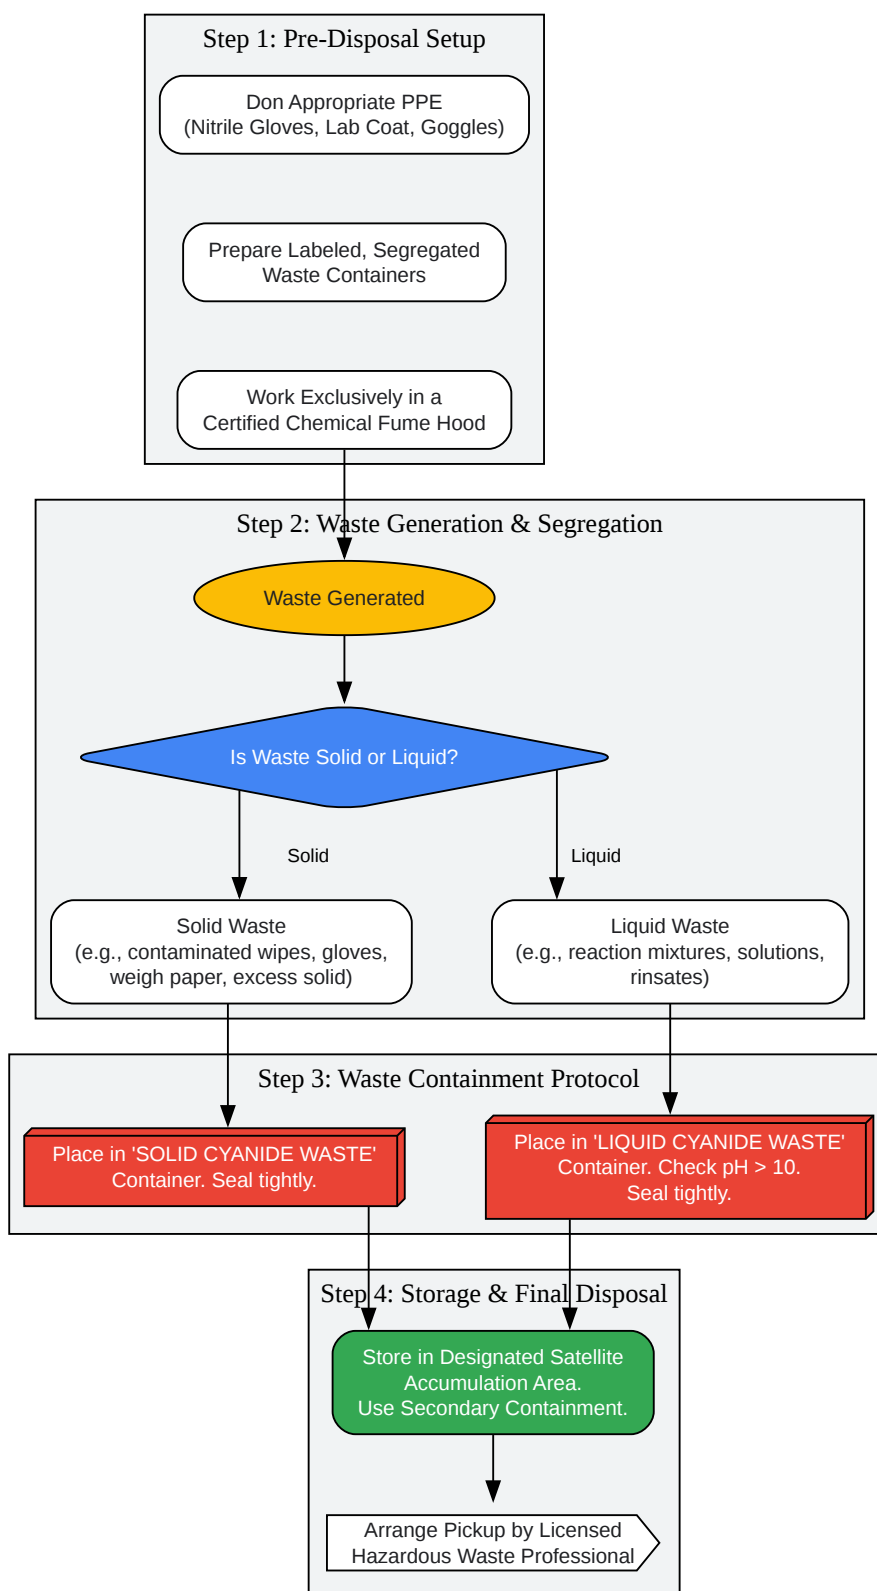 Step 1: Pre-Disposal Setup
Don Appropriate PPE
(Nitrile Gloves, Lab Coat, Goggles)
Prepare Labeled, Segregated
Waste Containers
Work Exclusively in a
Certified Chemical Fume Hood
Step 2: Waste Generation & Segregation
Waste Generated
Is Waste Solid or Liquid?
Solid
Liquid
Solid Waste
(e.g., contaminated wipes, gloves,
weigh paper, excess solid)
Liquid Waste
(e.g., reaction mixtures, solutions,
rinsates)
Step 3: Waste Containment Protocol
Place in 'SOLID CYANIDE WASTE'
Container. Seal tightly.
Place in 'LIQUID CYANIDE WASTE'
Container. Check pH > 10.
Seal tightly.
Step 4: Storage & Final Disposal
Store in Designated Satellite
Accumulation Area.
Use Secondary Containment.
Arrange Pickup by Licensed
Hazardous Waste Professional